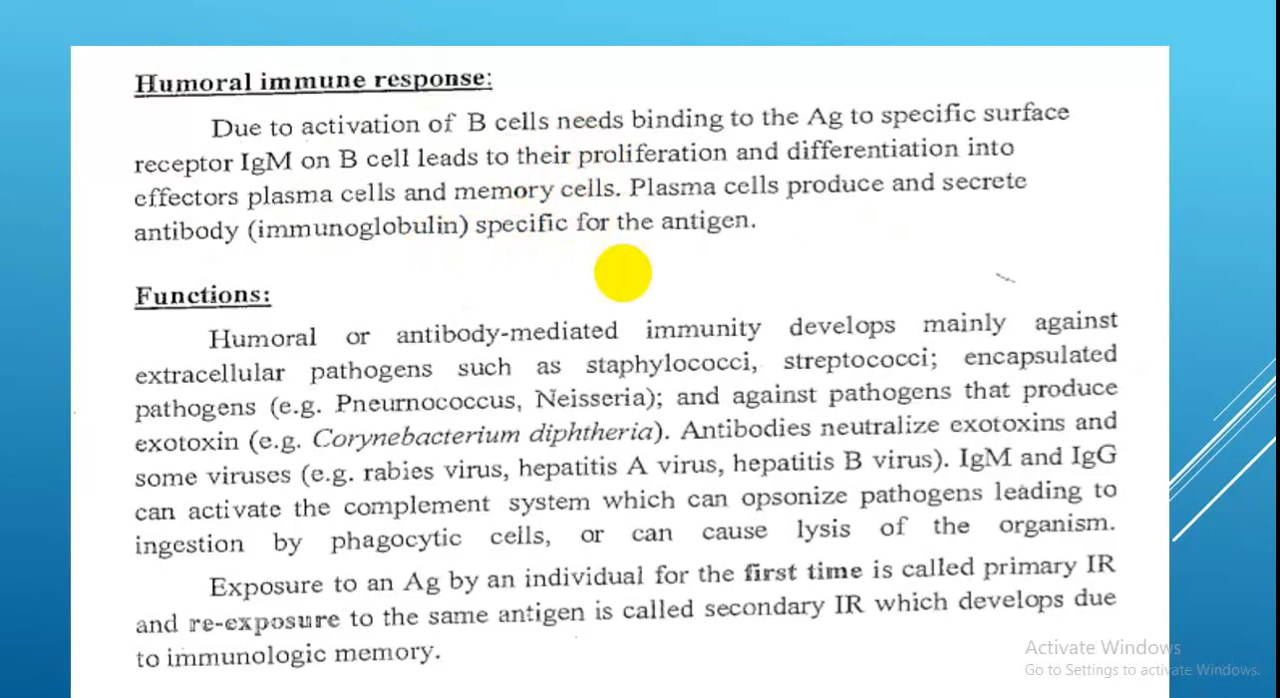 Humoral immune response:
Due to activation of B cells needs binding to the Ag to specific surface
receptor IgM on B cell leads to their proliferation and differentiation into
effectors plasma cells and memory cells. Plasma cells produce and secrete
antibody (immunoglobulin) specific for the antigen.
Functions:
Humoral or antibody-mediated immunity develops mainly against
extracellular pathogens such as staphylococci, streptococci; encapsulated
pathogens (e.g. Pneurnococcus, Neisseria); and against pathogens that produce
exotoxin (e.g. Corynebacterium diphtheria). Antibodies neutralize exotoxins and
some viruses (e.g. rabies virus, hepatitis A virus, hepatitis B virus). IgM and IgG
can activate the complement system which can opsonize pathogens leading to
ingestion by phagocytic cells, or can cause lysis of the organism.
Exposure to an Ag by an individual for the first time is called primary IR
and re-exposure to the same antigen is called secondary IR which develops due
to immunologic memory.
Activate Windows
Go to Settings to activate Windows.